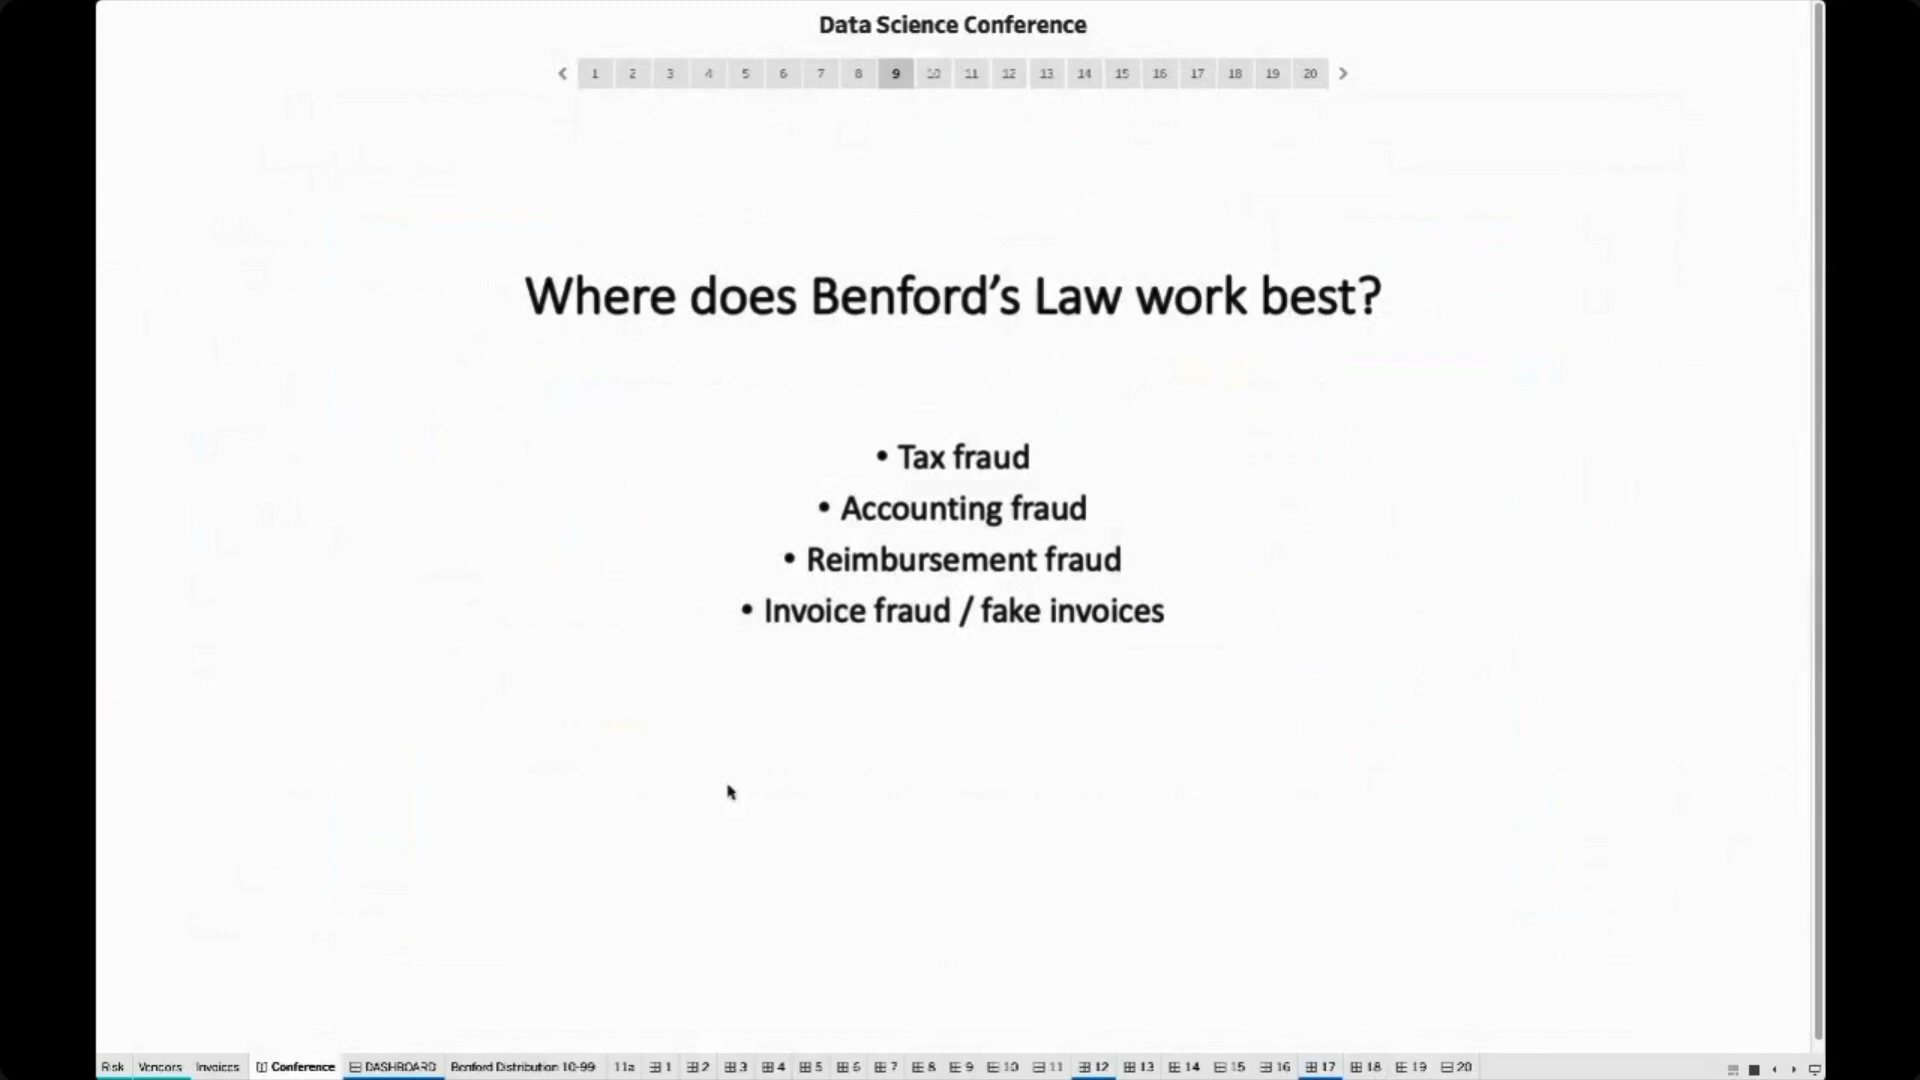 Data Science Conference
1 2 3 4 5 6 7 8 9 10 11 12 13 14 15 16 17 18 19 20
Where does Benford’s Law work best?
• Tax fraud
• Accounting fraud
• Reimbursement fraud
• Invoice fraud / fake invoices
Risk Vencors Invoices Conference DASHBOARD Benford Distribution 10-99 11a 1 2 3 4 5 6 7 8 9 10 11 12 13 14 15 16 17 18 19 20